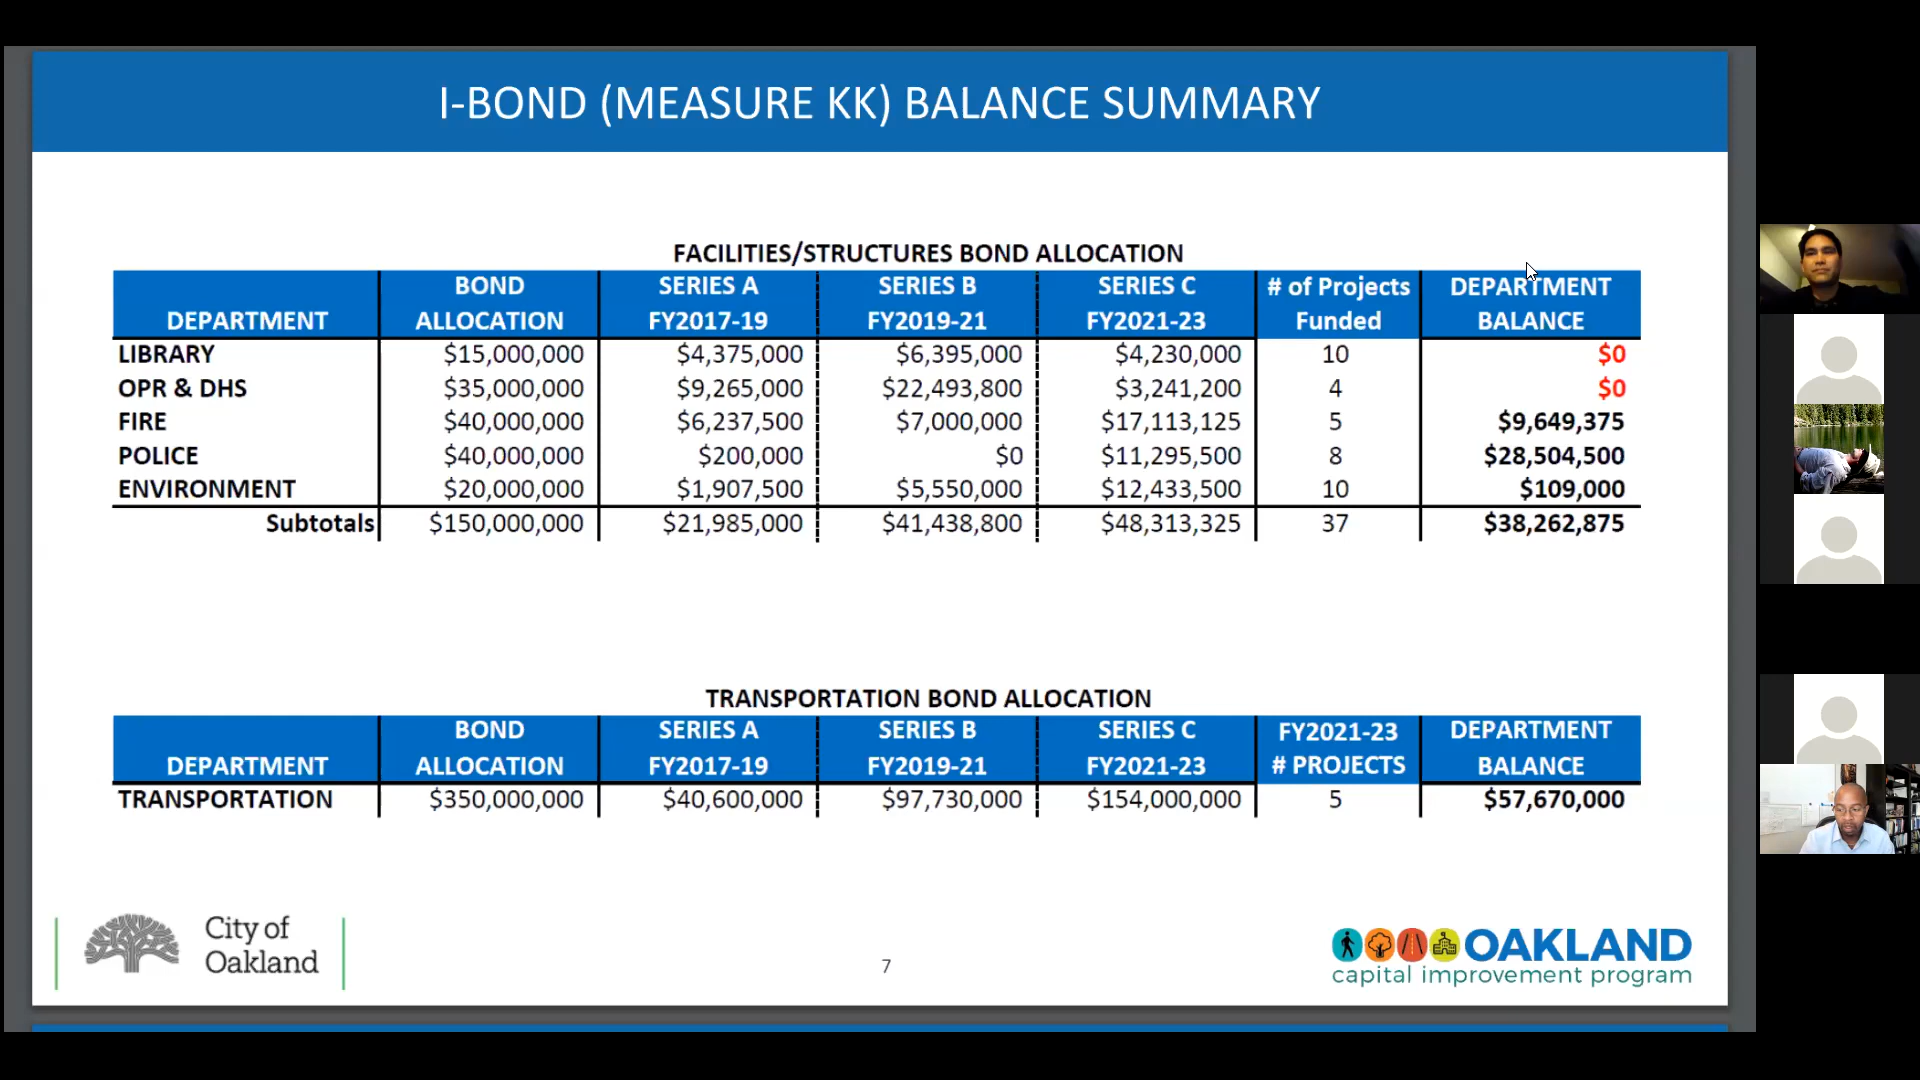 I-BOND (MEASURE KK) BALANCE SUMMARY
FACILITIES/STRUCTURES BOND ALLOCATION
DEPARTMENT BOND ALLOCATION SERIES A FY2017-19 SERIES B FY2019-21 SERIES C FY2021-23 # of Projects Funded DEPARTMENT BALANCE
LIBRARY $15,000,000 $4,375,000 $6,395,000 $4,230,000 10 $0
OPR & DHS $35,000,000 $9,265,000 $22,493,800 $3,241,200 4 $0
FIRE $40,000,000 $6,237,500 $7,000,000 $17,113,125 5 $9,649,375
POLICE $40,000,000 $200,000 $0 $11,295,500 8 $28,504,500
ENVIRONMENT $20,000,000 $1,907,500 $5,550,000 $12,433,500 10 $109,000
Subtotals $150,000,000 $21,985,000 $41,438,800 $48,313,325 37 $38,262,875
TRANSPORTATION BOND ALLOCATION
DEPARTMENT BOND ALLOCATION SERIES A FY2017-19 SERIES B FY2019-21 SERIES C FY2021-23 FY2021-23 # PROJECTS DEPARTMENT BALANCE
TRANSPORTATION $350,000,000 $40,600,000 $97,730,000 $154,000,000 5 $57,670,000
City of
Oakland
7
OAKLAND
capital improvement program